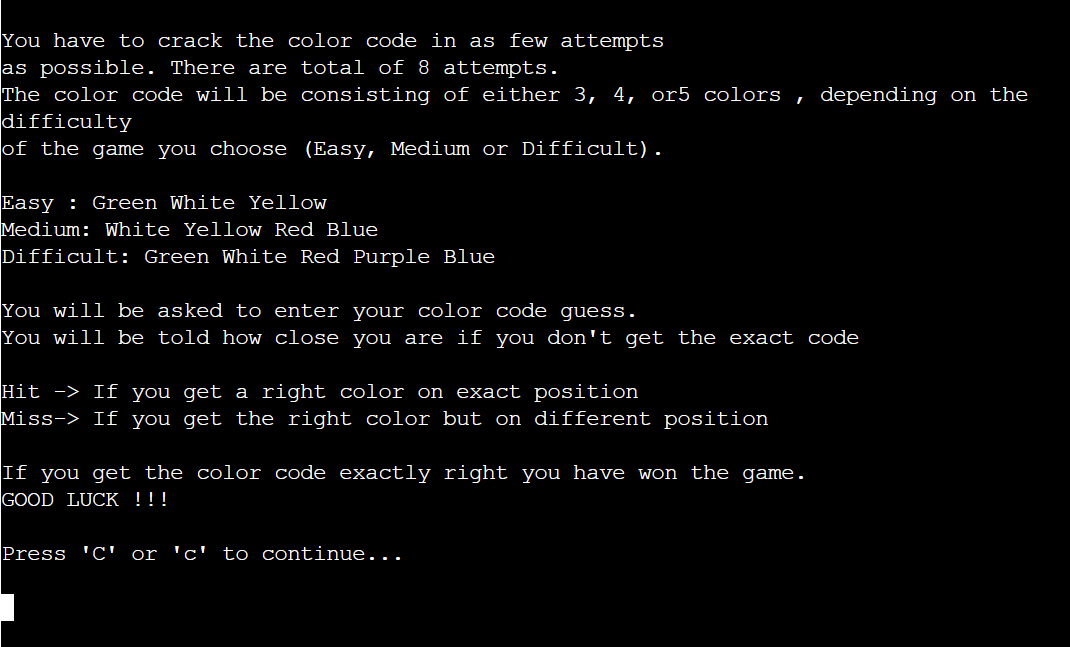 You have to crack the color code in as few attempts
as possible. There are total of 8 attempts.
The color code will be consisting of either 3, 4, or5 colors , depending on the
difficulty
of the game you choose (Easy, Medium or Difficult).
Easy : Green White Yellow
Medium: White Yellow Red Blue
Difficult: Green White Red Purple Blue
You will be asked to enter your color code guess.
You will be told how close you are if you don't get the exact code
Hit -> If you get a right color on exact position
Miss-> If you get the right color but on different position
If you get the color code exactly right you have won the game.
GOOD LUCK !!!
Press 'C' or 'c' to continue...